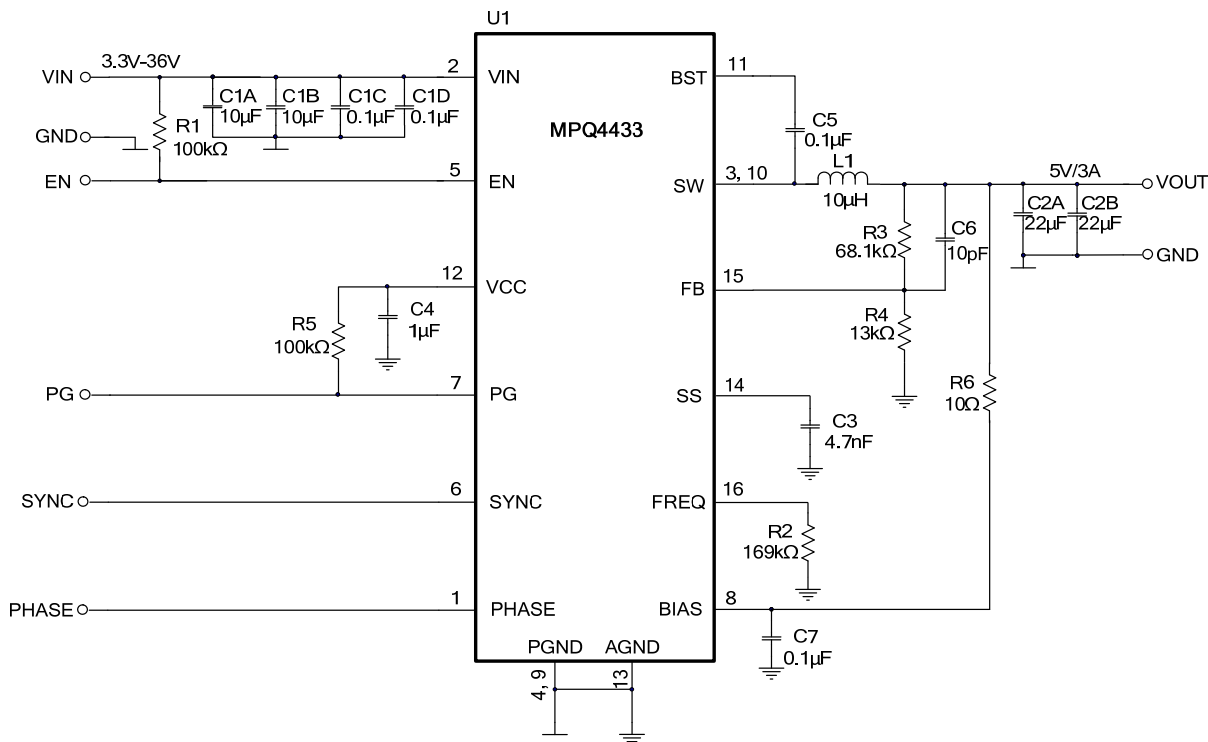 U1
MPQ4433
VIN
3.3V-36V
2
VIN
C1A
10µF
C1B
10µF
C1C
0.1µF
C1D
0.1µF
GND
R1
100kΩ
EN
5
EN
12
VCC
R5
100kΩ
C4
1µF
PG
7
PG
SYNC
6
SYNC
PHASE
1
PHASE
PGND
AGND
4, 9
13
BST
11
C5
0.1µF
SW
3, 10
L1
10µH
5V/3A
VOUT
C2A
22µF
C2B
22µF
GND
R3
68.1kΩ
C6
10pF
FB
15
R4
13kΩ
R6
10Ω
SS
14
C3
4.7nF
FREQ
16
R2
169kΩ
BIAS
8
C7
0.1µF